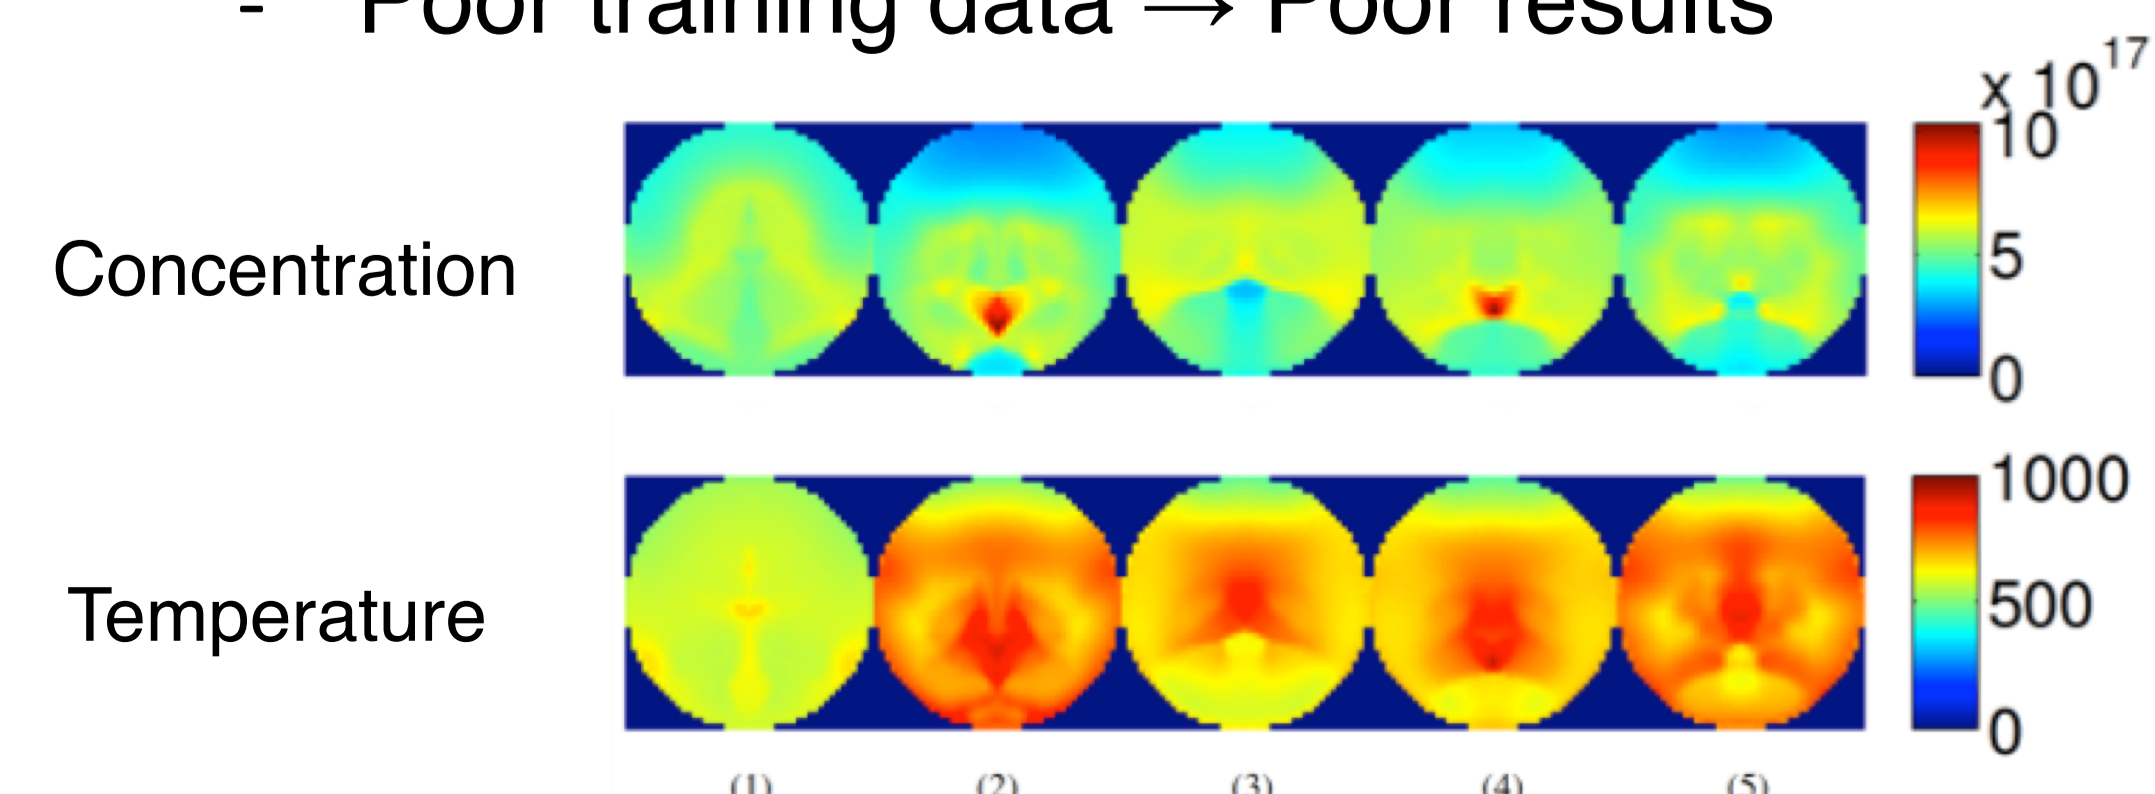 - Poor training data → Poor results
x 10^17
10
Concentration
5
0
1000
Temperature
500
0
(1) (2) (3) (4) (5)